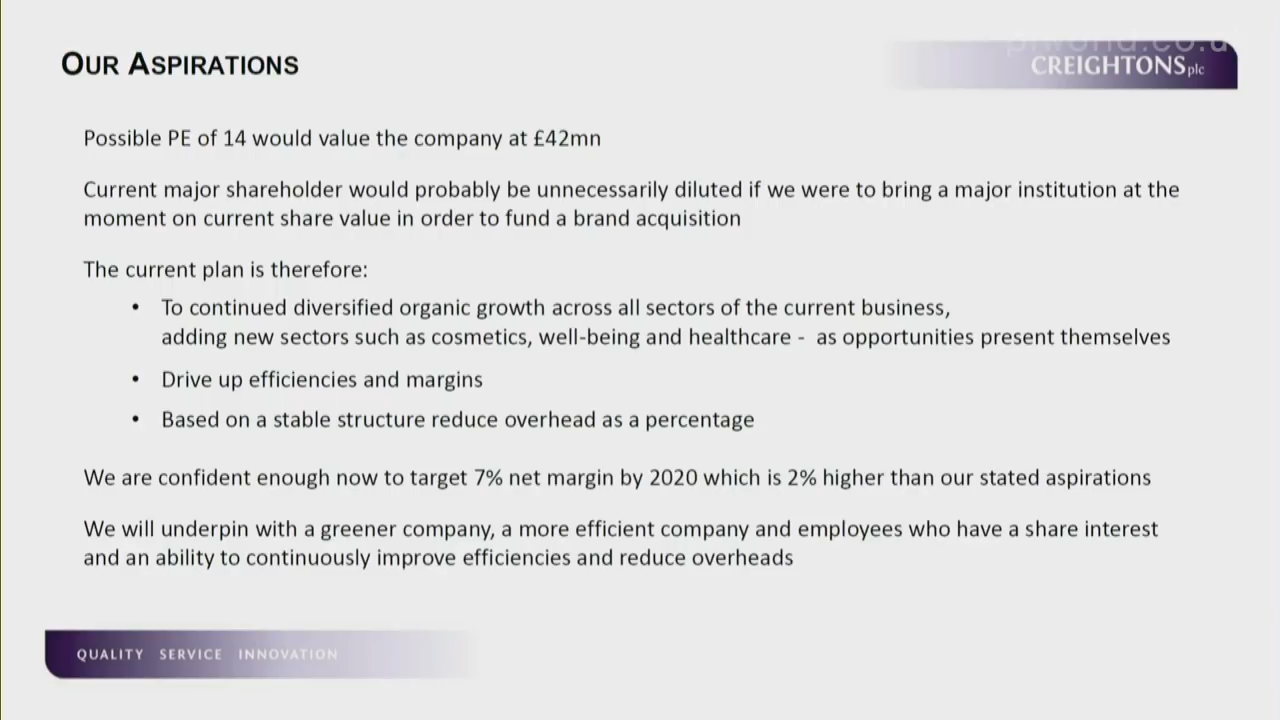 OUR ASPIRATIONS
piworld.co.u
CREIGHTONS plc
Possible PE of 14 would value the company at £42mn
Current major shareholder would probably be unnecessarily diluted if we were to bring a major institution at the
moment on current share value in order to fund a brand acquisition
The current plan is therefore:
• To continued diversified organic growth across all sectors of the current business,
adding new sectors such as cosmetics, well-being and healthcare - as opportunities present themselves
• Drive up efficiencies and margins
• Based on a stable structure reduce overhead as a percentage
We are confident enough now to target 7% net margin by 2020 which is 2% higher than our stated aspirations
We will underpin with a greener company, a more efficient company and employees who have a share interest
and an ability to continuously improve efficiencies and reduce overheads
QUALITY SERVICE INNOVATION